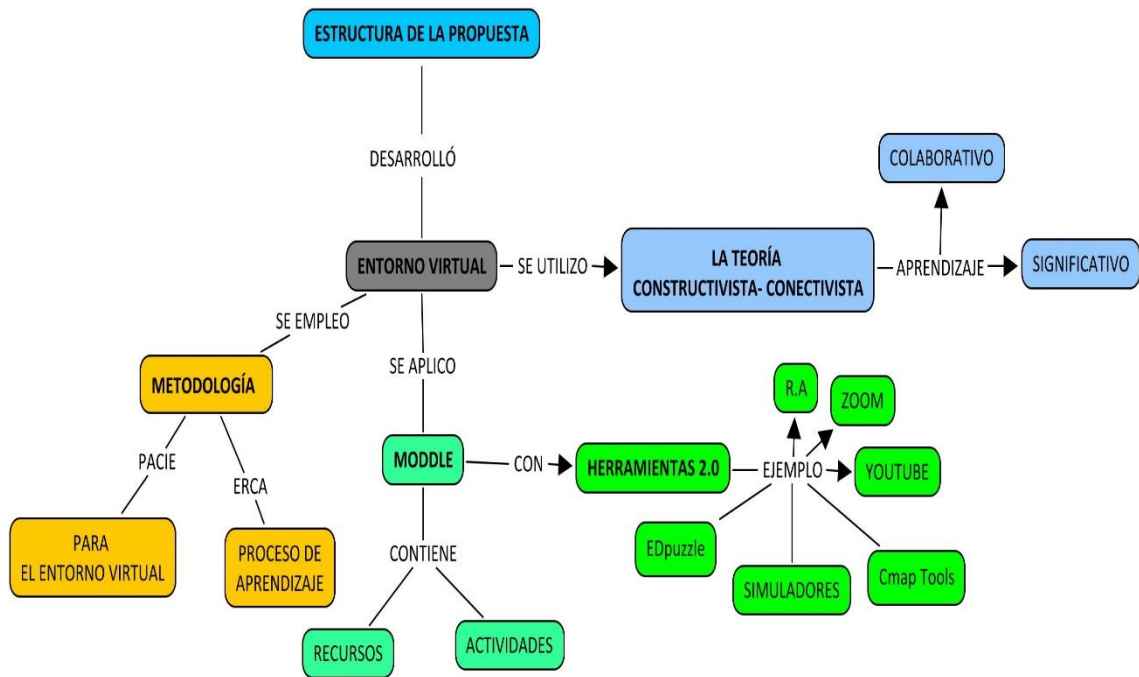 ESTRUCTURA DE LA PROPUESTA
DESARROLLÓ
COLABORATIVO
ENTORNO VIRTUAL
SE UTILIZO
LA TEORÍA
CONSTRUCTIVISTA- CONECTIVISTA
APRENDIZAJE
SIGNIFICATIVO
SE EMPLEO
SE APLICO
METODOLOGÍA
R.A
ZOOM
PACIE
ERCA
MODDLE
CON
HERRAMIENTAS 2.0
EJEMPLO
YOUTUBE
PARA
EL ENTORNO VIRTUAL
PROCESO DE
APRENDIZAJE
CONTIENE
EDpuzzle
SIMULADORES
Cmap Tools
RECURSOS
ACTIVIDADES